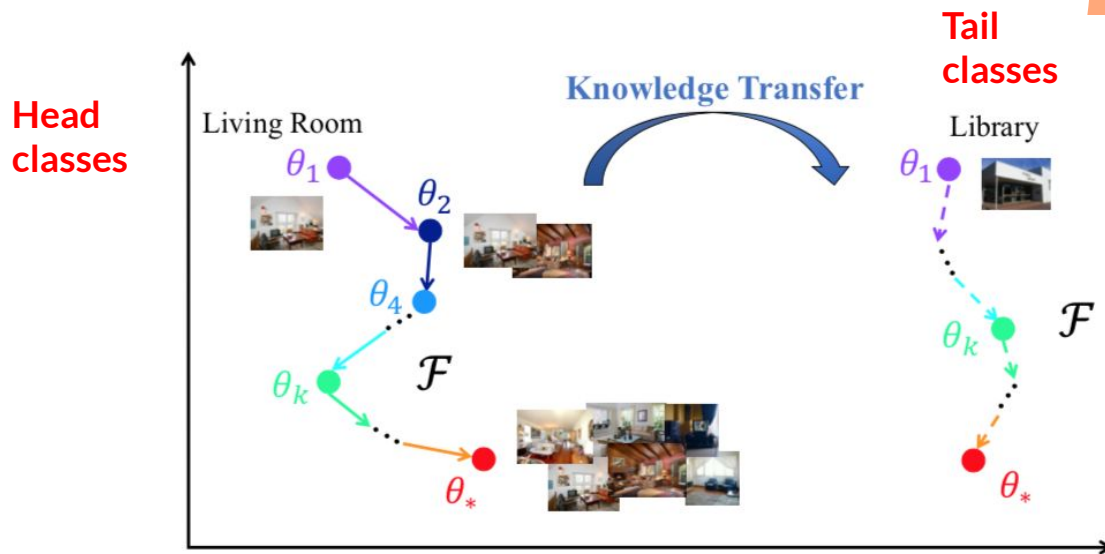 Head
classes
Tail
classes
Knowledge Transfer
Living Room
θ₁
θ₂
θ₄
θₖ
ℱ
θ*
Library
θ₁
θₖ
ℱ
θ*